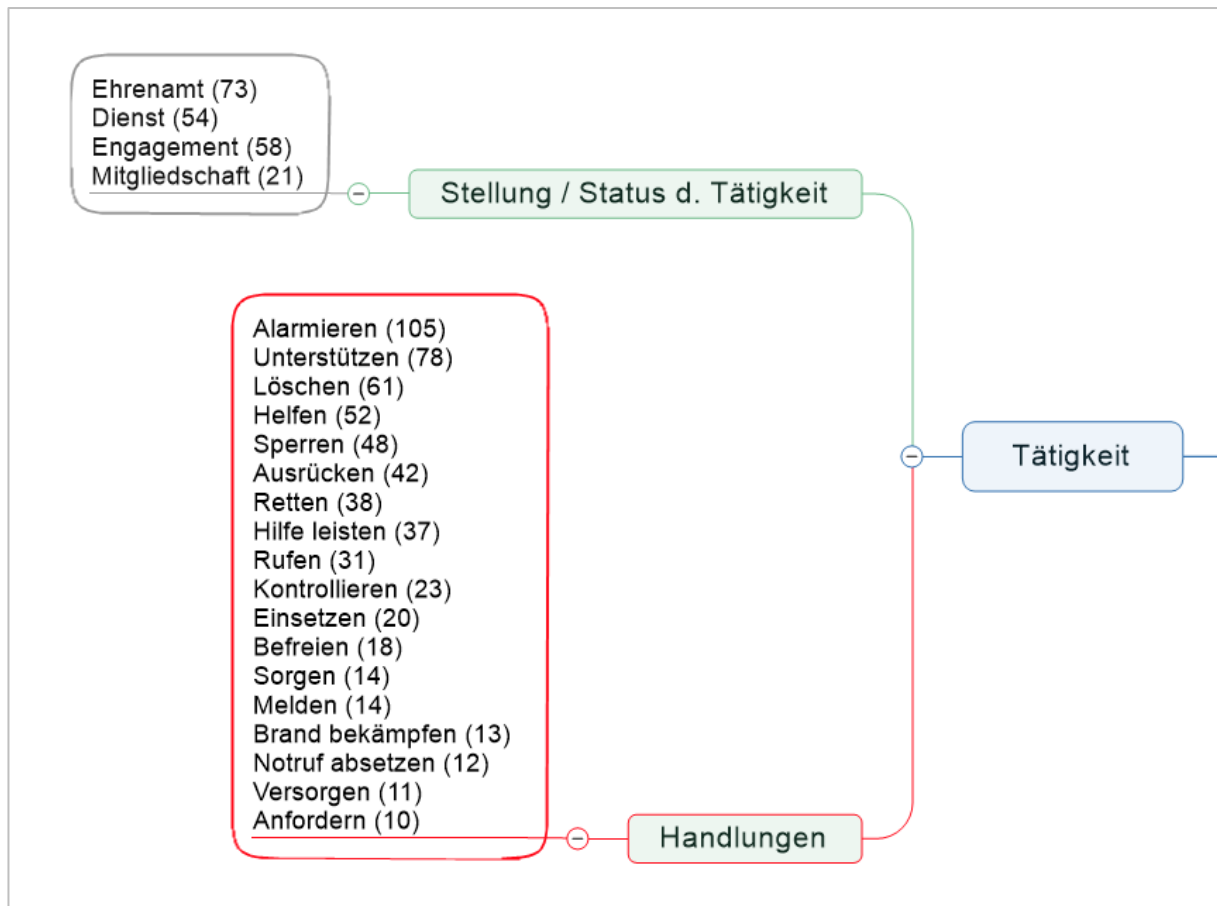 Ehrenamt (73)
Dienst (54)
Engagement (58)
Mitgliedschaft (21)
Stellung / Status d. Tätigkeit
Alarmieren (105)
Unterstützen (78)
Löschen (61)
Helfen (52)
Sperren (48)
Ausrücken (42)
Retten (38)
Hilfe leisten (37)
Rufen (31)
Kontrollieren (23)
Einsetzen (20)
Befreien (18)
Sorgen (14)
Melden (14)
Brand bekämpfen (13)
Notruf absetzen (12)
Versorgen (11)
Anfordern (10)
Handlungen
Tätigkeit